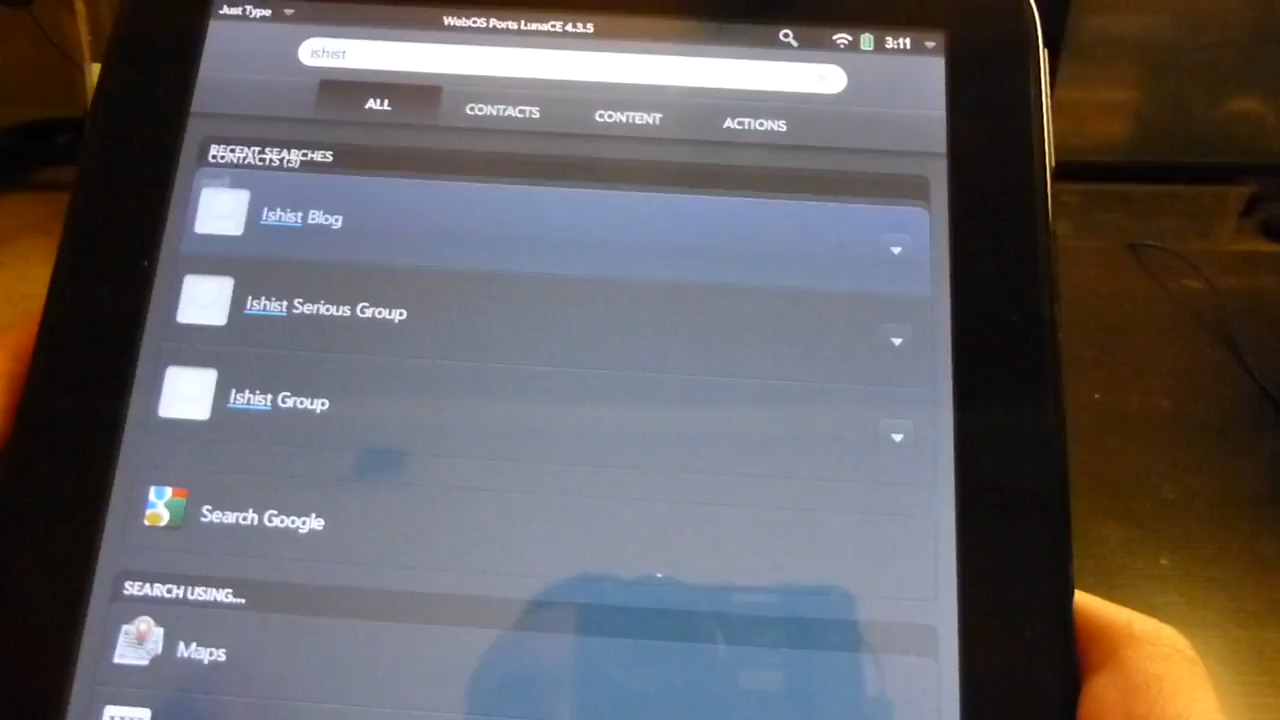 Just Type
WebOS Ports LunaCE 4.3.5
3:11
ishist
ALL
CONTACTS
CONTENT
ACTIONS
RECENT SEARCHES
CONTACTS (3)
Ishist Blog
Ishist Serious Group
Ishist Group
Search Google
SEARCH USING...
Maps